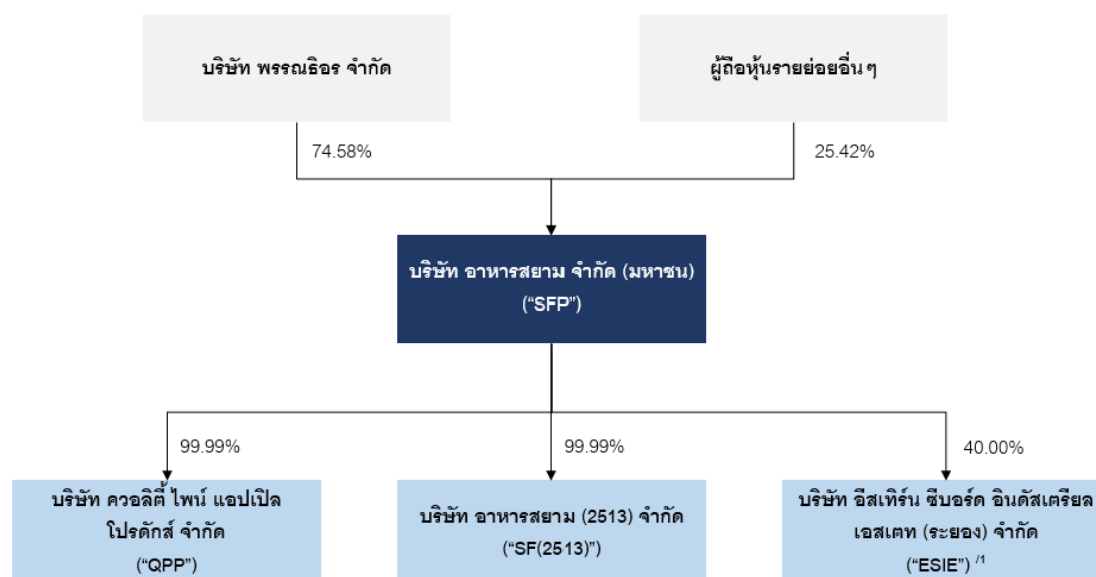 บริษัท พรรณธิอร จำกัด
ผู้ถือหุ้นรายย่อยอื่นๆ
74.58%
25.42%
บริษัท อาหารสยาม จำกัด (มหาชน)
(“SFP”)
99.99%
99.99%
40.00%
บริษัท ควอลิตี้ ไพน์ แอปเปิล
โปรดักส์ จำกัด
(“QPP”)
บริษัท อาหารสยาม (2513) จำกัด
(“SF(2513)”)
บริษัท อีสเทิร์น ซีบอร์ด อินดัสเตรียล
เอสเตท (ระยอง) จำกัด
(“ESIE”) /1